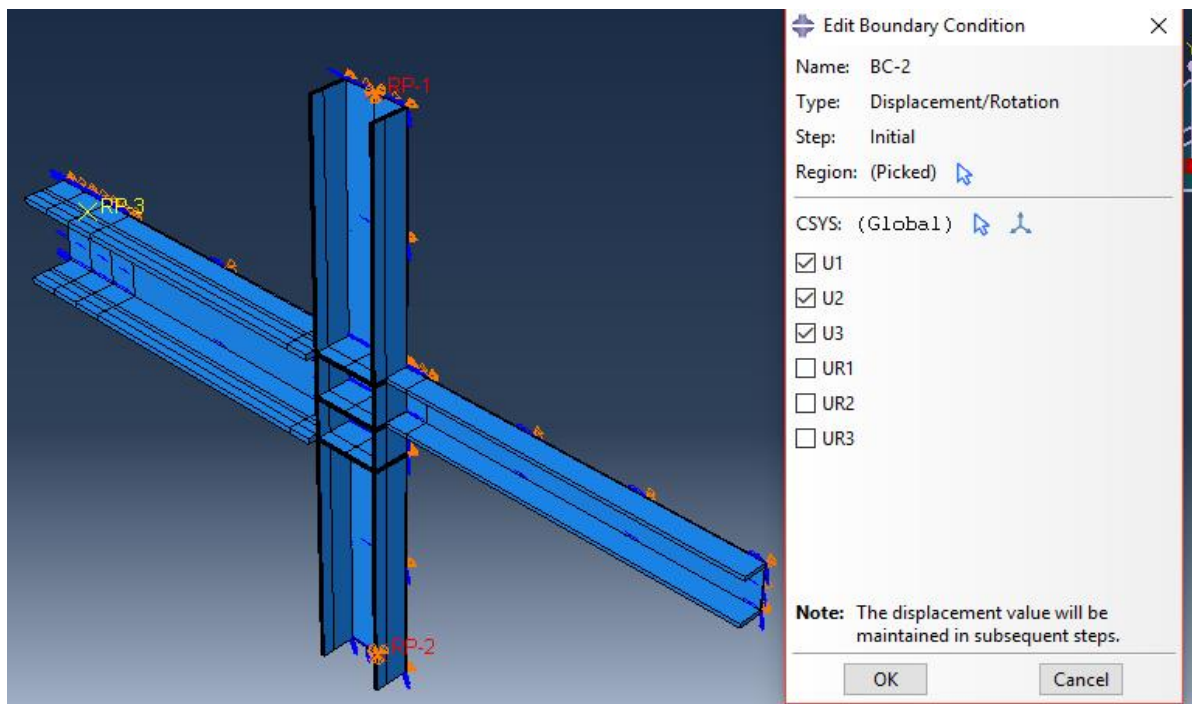 Edit Boundary Condition
Name: BC-2
Type: Displacement/Rotation
Step: Initial
Region: (Picked)
CSYS: (Global)
U1
U2
U3
UR1
UR2
UR3
Note: The displacement value will be
maintained in subsequent steps.
OK Cancel
RP-1
RP-3
RP-2